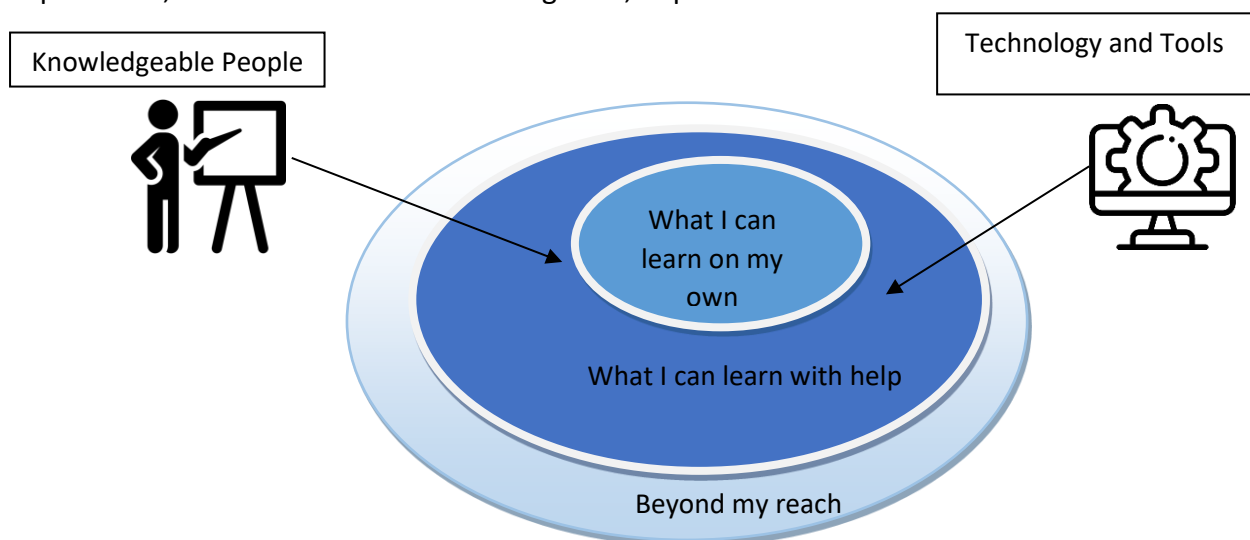 Knowledgeable People
Technology and Tools
What I can
learn on my
own
What I can learn with help
Beyond my reach